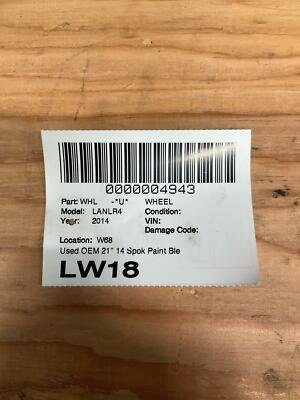 0000004943
Part: WHL -*U* WHEEL
Model: LANLR4 Condition:
Year: 2014 VIN:
Damage Code:
Location: W68
Used OEM 21" 14 Spok Paint Ble
LW18